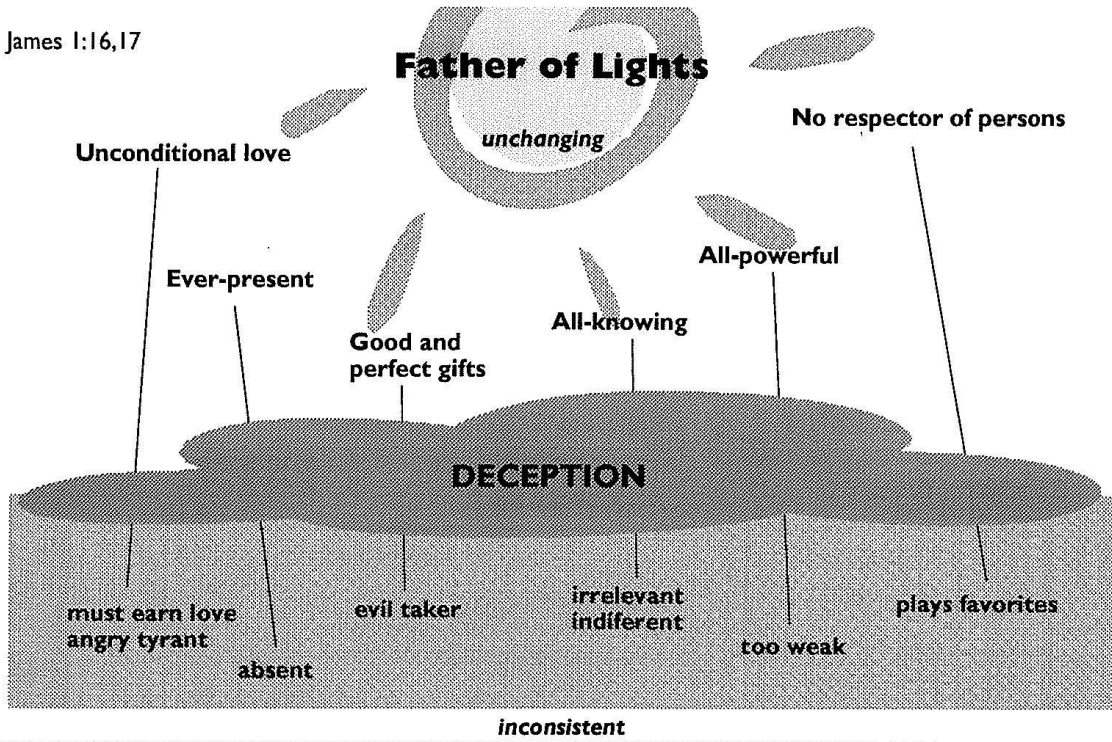 James 1:16,17
Father of Lights
unchanging
No respector of persons
Unconditional love
All-powerful
Ever-present
All-knowing
Good and
perfect gifts
DECEPTION
must earn love
angry tyrant
absent
evil taker
irrelevant
indiferent
too weak
plays favorites
inconsistent